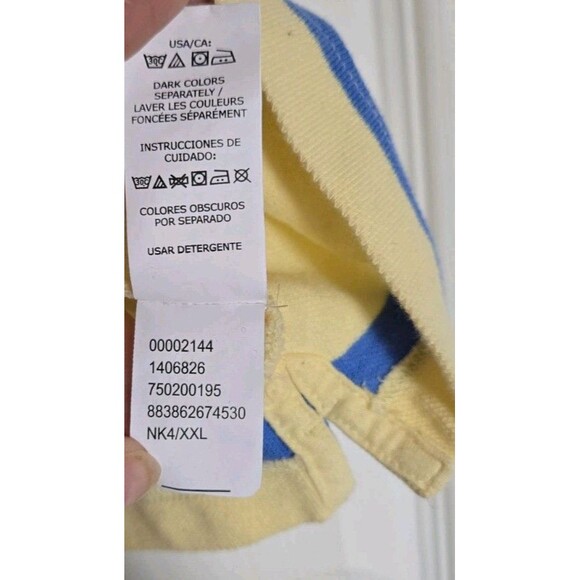 USA/CA:
DARK COLORS
SEPARATELY /
LAVER LES COULEURS
FONCÉES SÉPARÉMENT
INSTRUCCIONES DE
CUIDADO:
COLORES OBSCUROS
POR SEPARADO
USAR DETERGENTE
00002144
1406826
750200195
883862674530
NK4/XXL